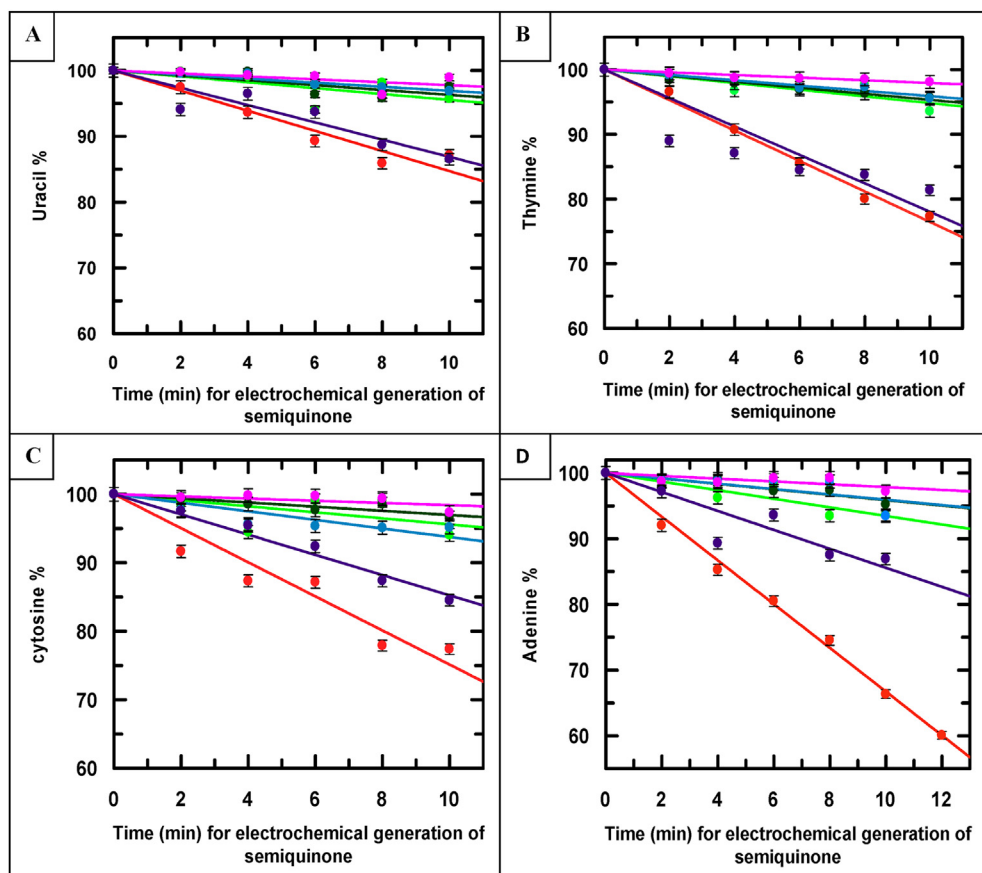 A
Uracil %
100
90
80
70
60
0 2 4 6 8 10
Time (min) for electrochemical generation of
semiquinone
B
Thymine %
100
90
80
70
60
0 2 4 6 8 10
Time (min) for electrochemical generation of
semiquinone
C
cytosine %
100
90
80
70
60
0 2 4 6 8 10
Time (min) for electrochemical generation of
semiquinone
D
Adenine %
100
90
80
70
60
0 2 4 6 8 10 12
Time (min) for electrochemical generation of
semiquinone